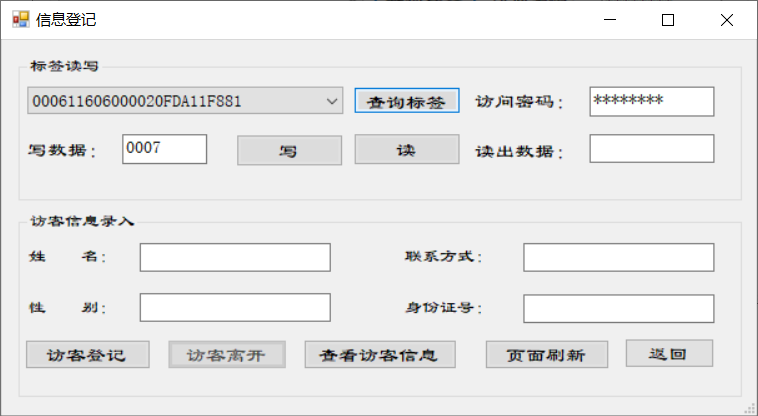 信息登记
标签读写
000611606000020FDA11F881 查询标签 访问密码： ********
写数据： 0007 写 读 读出数据：
访客信息录入
姓 名： 联系方式：
性 别： 身份证号：
访客登记 访客离开 查看访客信息 页面刷新 返回